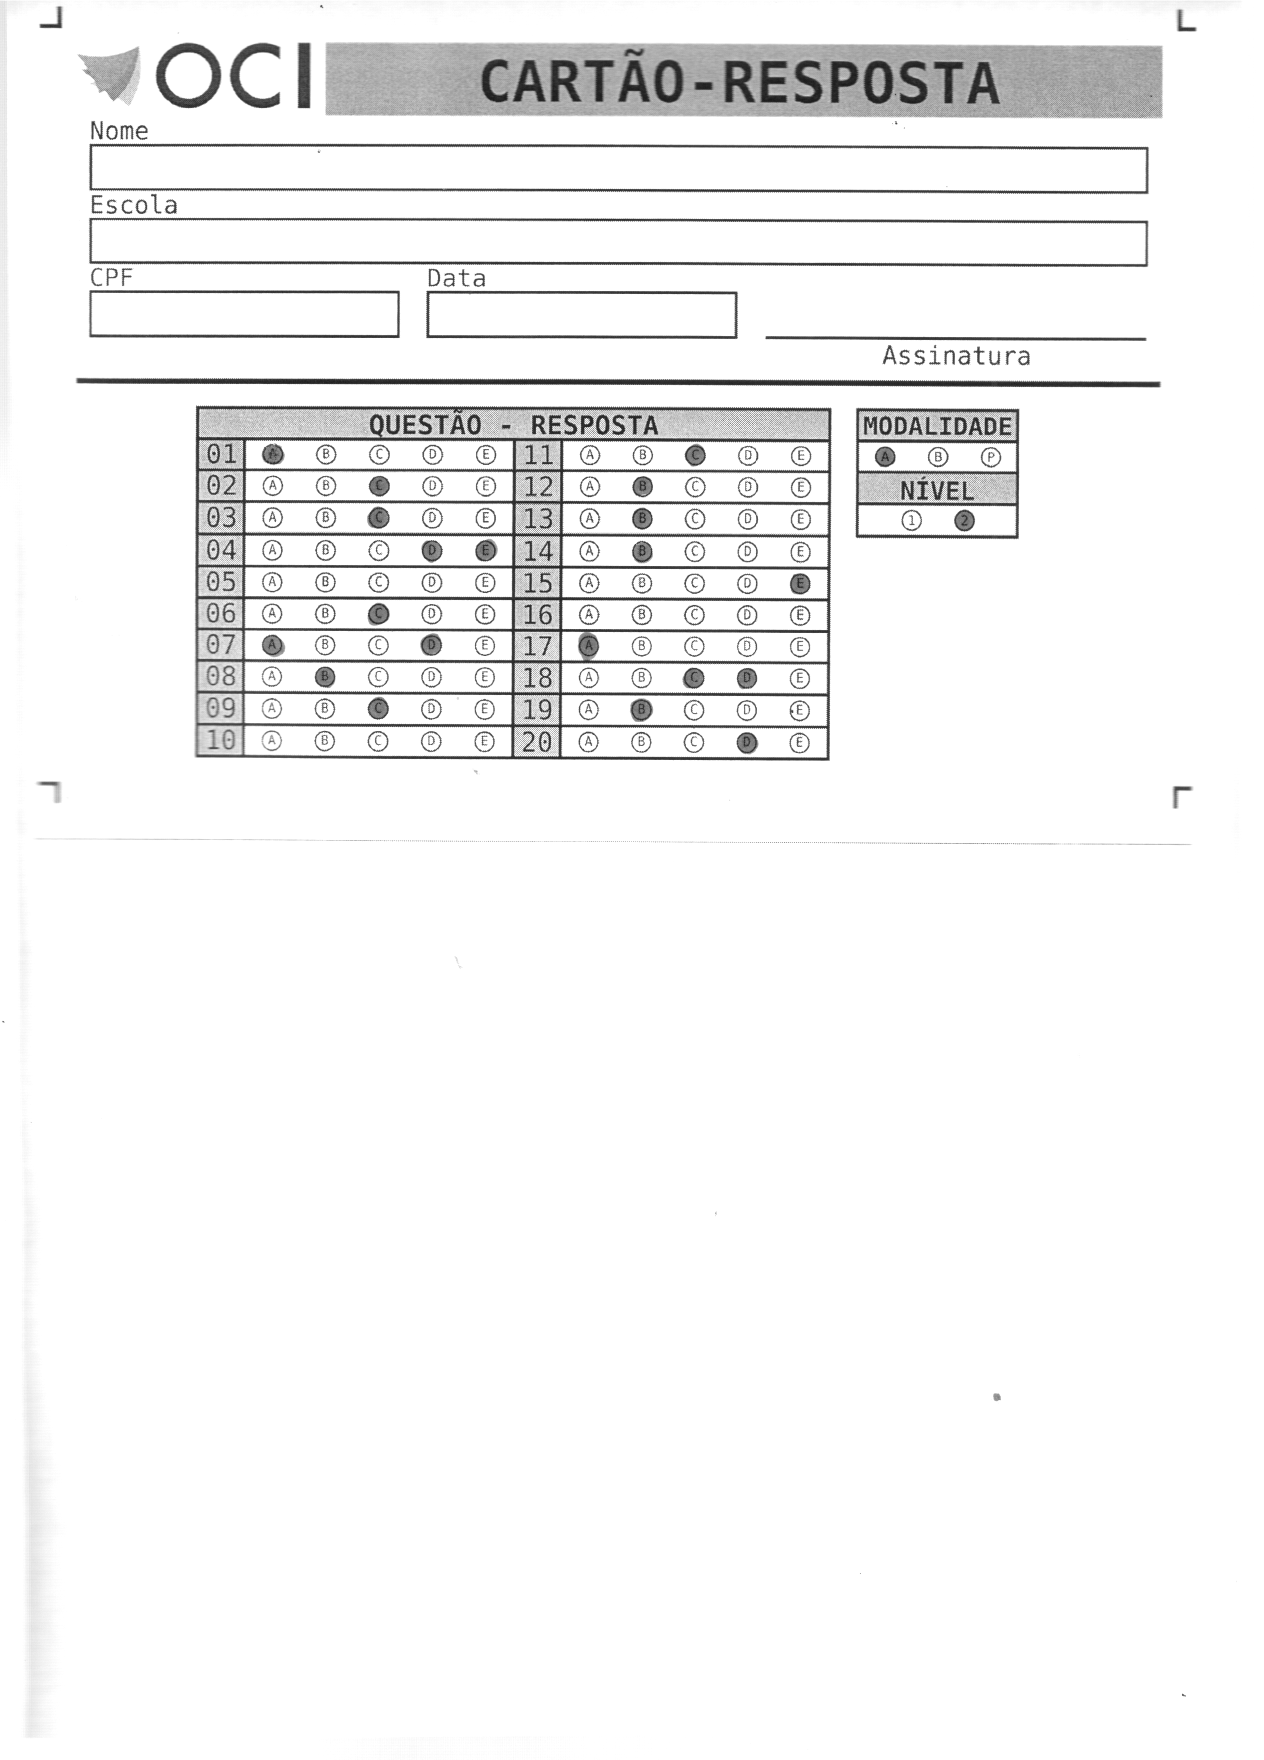 OCI CARTÃO-RESPOSTA
Nome
Escola
CPF Data
Assinatura
QUESTÃO - RESPOSTA MODALIDADE
01 A B C D E 11 A B C D E A B P
02 A B C D E 12 A B C D E NÍVEL
03 A B C D E 13 A B C D E 1 2
04 A B C D E 14 A B C D E
05 A B C D E 15 A B C D E
06 A B C D E 16 A B C D E
07 A B C D E 17 A B C D E
08 A B C D E 18 A B C D E
09 A B C D E 19 A B C D E
10 A B C D E 20 A B C D E